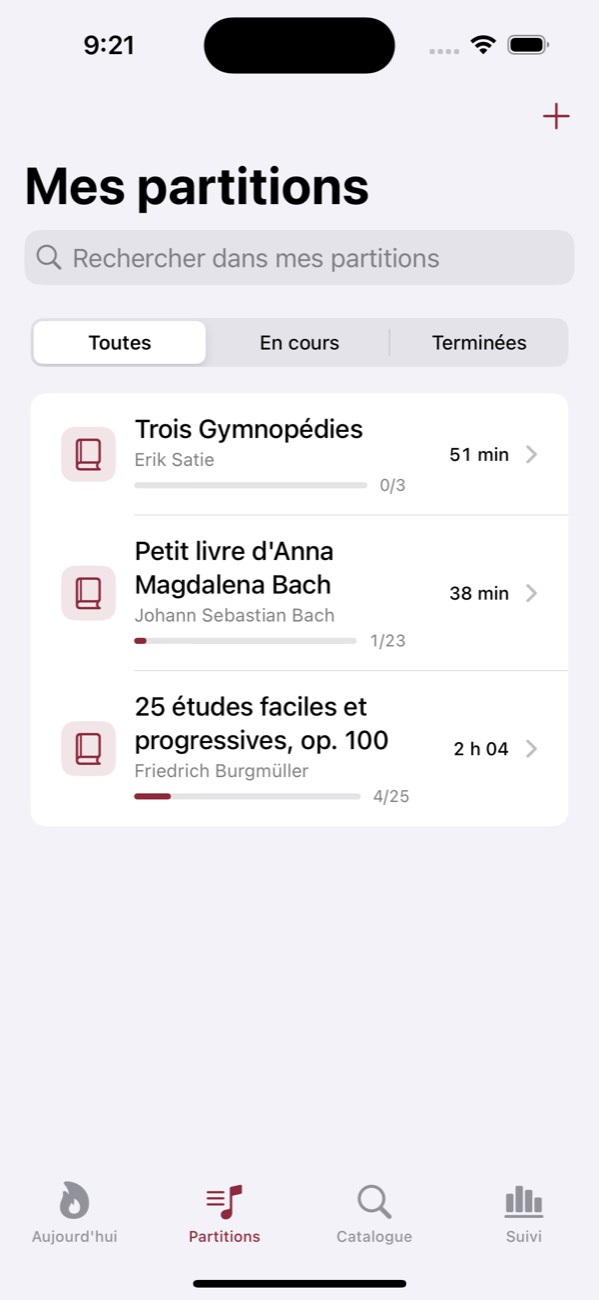 9:21
Mes partitions
Rechercher dans mes partitions
Toutes
En cours
Terminées
Trois Gymnopédies
Erik Satie
0/3
51 min
Petit livre d'Anna
Magdalena Bach
Johann Sebastian Bach
1/23
38 min
25 études faciles et
progressives, op. 100
Friedrich Burgmüller
4/25
2 h 04
Aujourd'hui
Partitions
Catalogue
Suivi